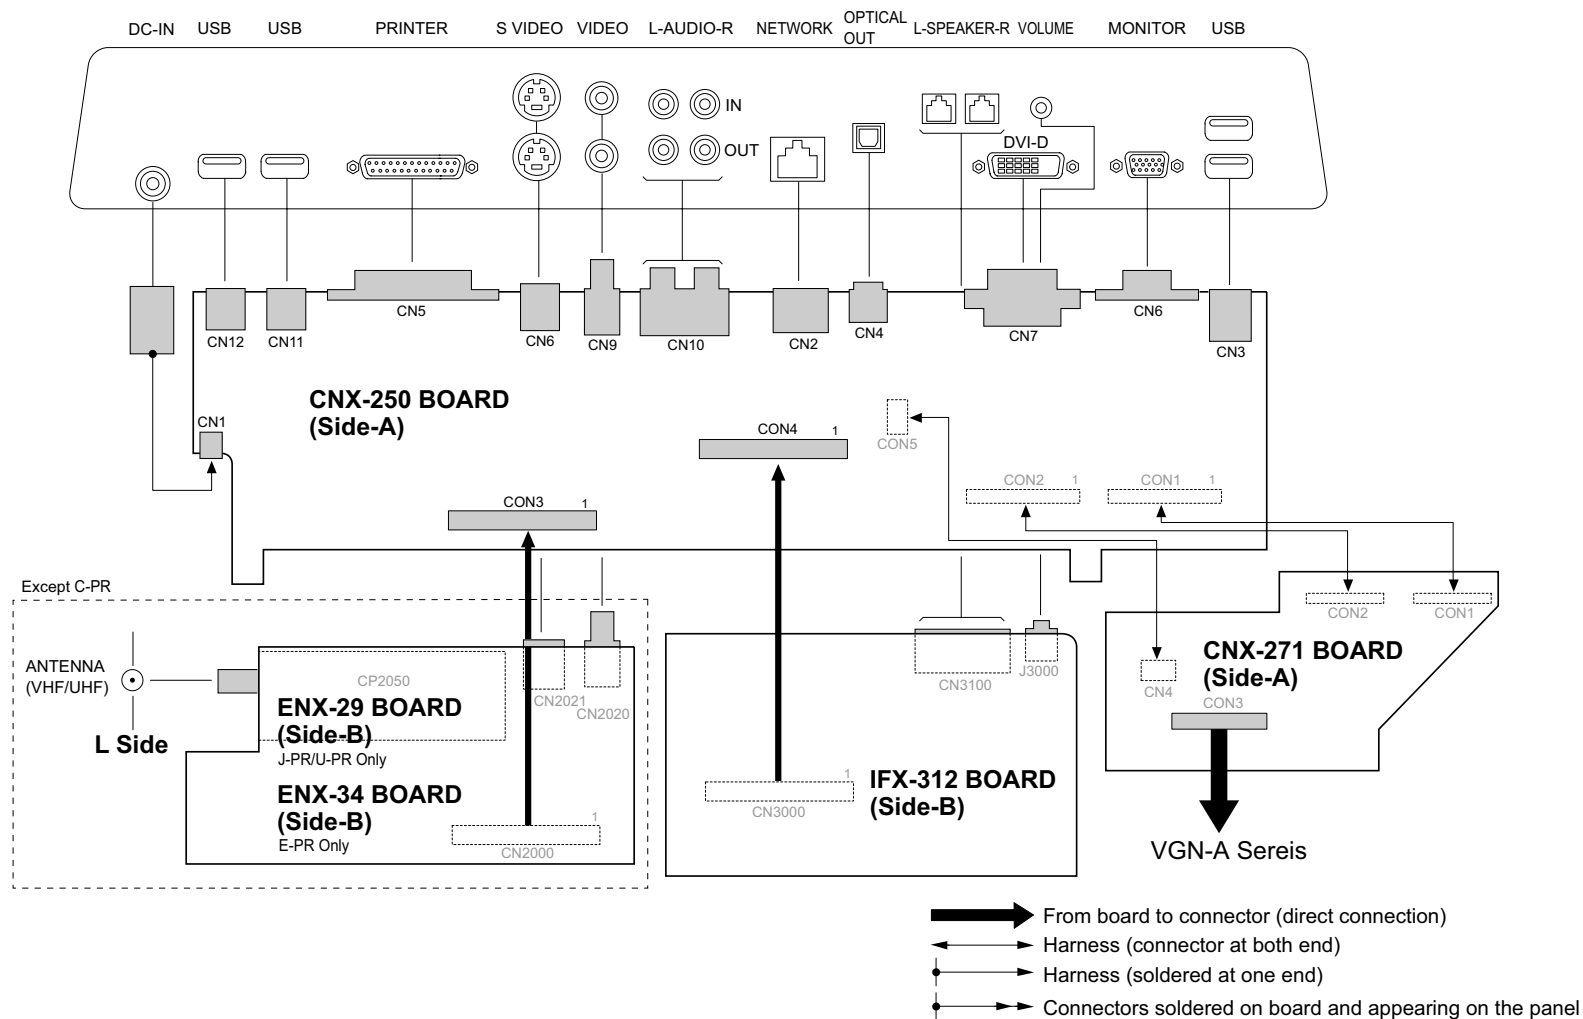 DC-IN USB USB PRINTER S VIDEO VIDEO L-AUDIO-R NETWORK OPTICAL OUT L-SPEAKER-R VOLUME MONITOR USB
IN
OUT
DVI-D
CN12 CN11 CN5 CN6 CN9 CN10 CN2 CN4 CN7 CN6 CN3
CNX-250 BOARD
(Side-A)
CN1
CON4 1
CON5
CON2 1
CON1 1
CON3 1
Except C-PR
ANTENNA
(VHF/UHF)
L Side
CP2050
ENX-29 BOARD
(Side-B)
J-PR/U-PR Only
ENX-34 BOARD
(Side-B)
E-PR Only
CN2021
CN2020
1
CN2000
CN3100
J3000
1
CN3000
IFX-312 BOARD
(Side-B)
CON2
CON1
CNX-271 BOARD
(Side-A)
CN4
CON3
VGN-A Sereis
From board to connector (direct connection)
Harness (connector at both end)
Harness (soldered at one end)
Connectors soldered on board and appearing on the panel